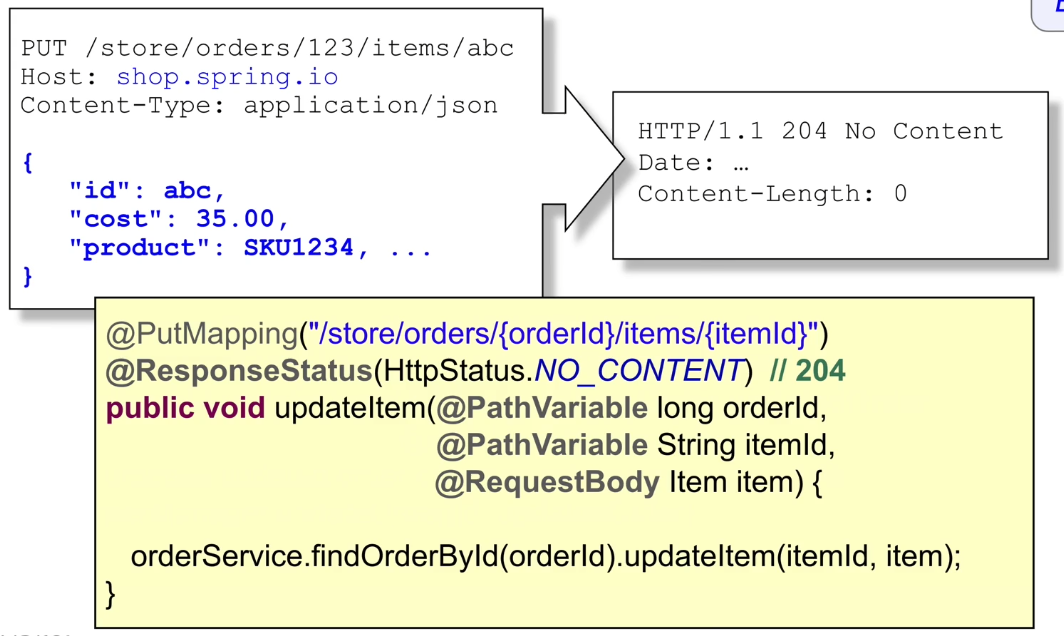 PUT /store/orders/123/items/abc
Host: shop.spring.io
Content-Type: application/json
{
"id": abc,
"cost": 35.00,
"product": SKU1234, ...
}
HTTP/1.1 204 No Content
Date: …
Content-Length: 0
@PutMapping("/store/orders/{orderId}/items/{itemId}")
@ResponseStatus(HttpStatus.NO_CONTENT) // 204
public void updateItem(@PathVariable long orderId,
@PathVariable String itemId,
@RequestBody Item item) {
orderService.findOrderById(orderId).updateItem(itemId, item);
}